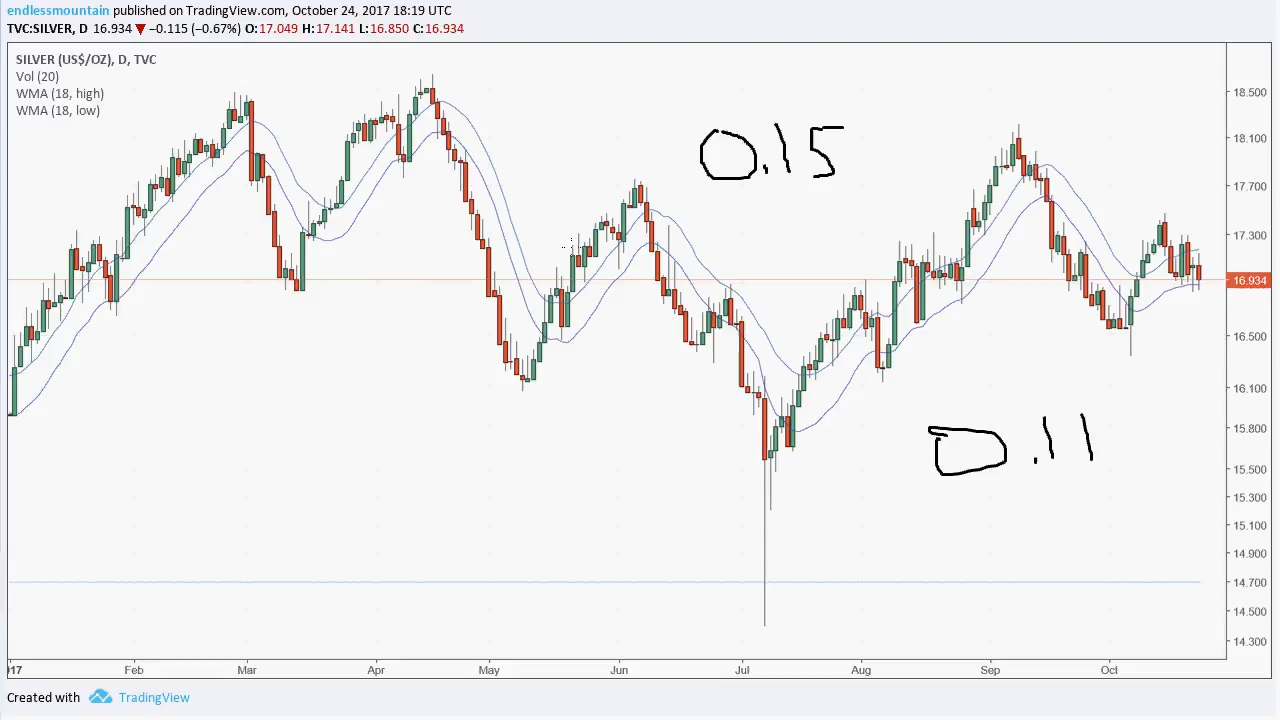 endlessmountain published on TradingView.com, October 24, 2017 18:19 UTC
TVC:SILVER, D 16.934 ▼ −0.115 (−0.67%) O:17.049 H:17.141 L:16.850 C:16.934
SILVER (US$/OZ), D, TVC
Vol (20)
WMA (18, high)
WMA (18, low)
18.500
0.15
18.100
17.700
17.300
16.934
16.500
16.100
0.11
15.800
15.500
15.300
15.100
14.900
14.700
14.500
14.300
'17 Feb Mar Apr May Jun Jul Aug Sep Oct
Created with TradingView